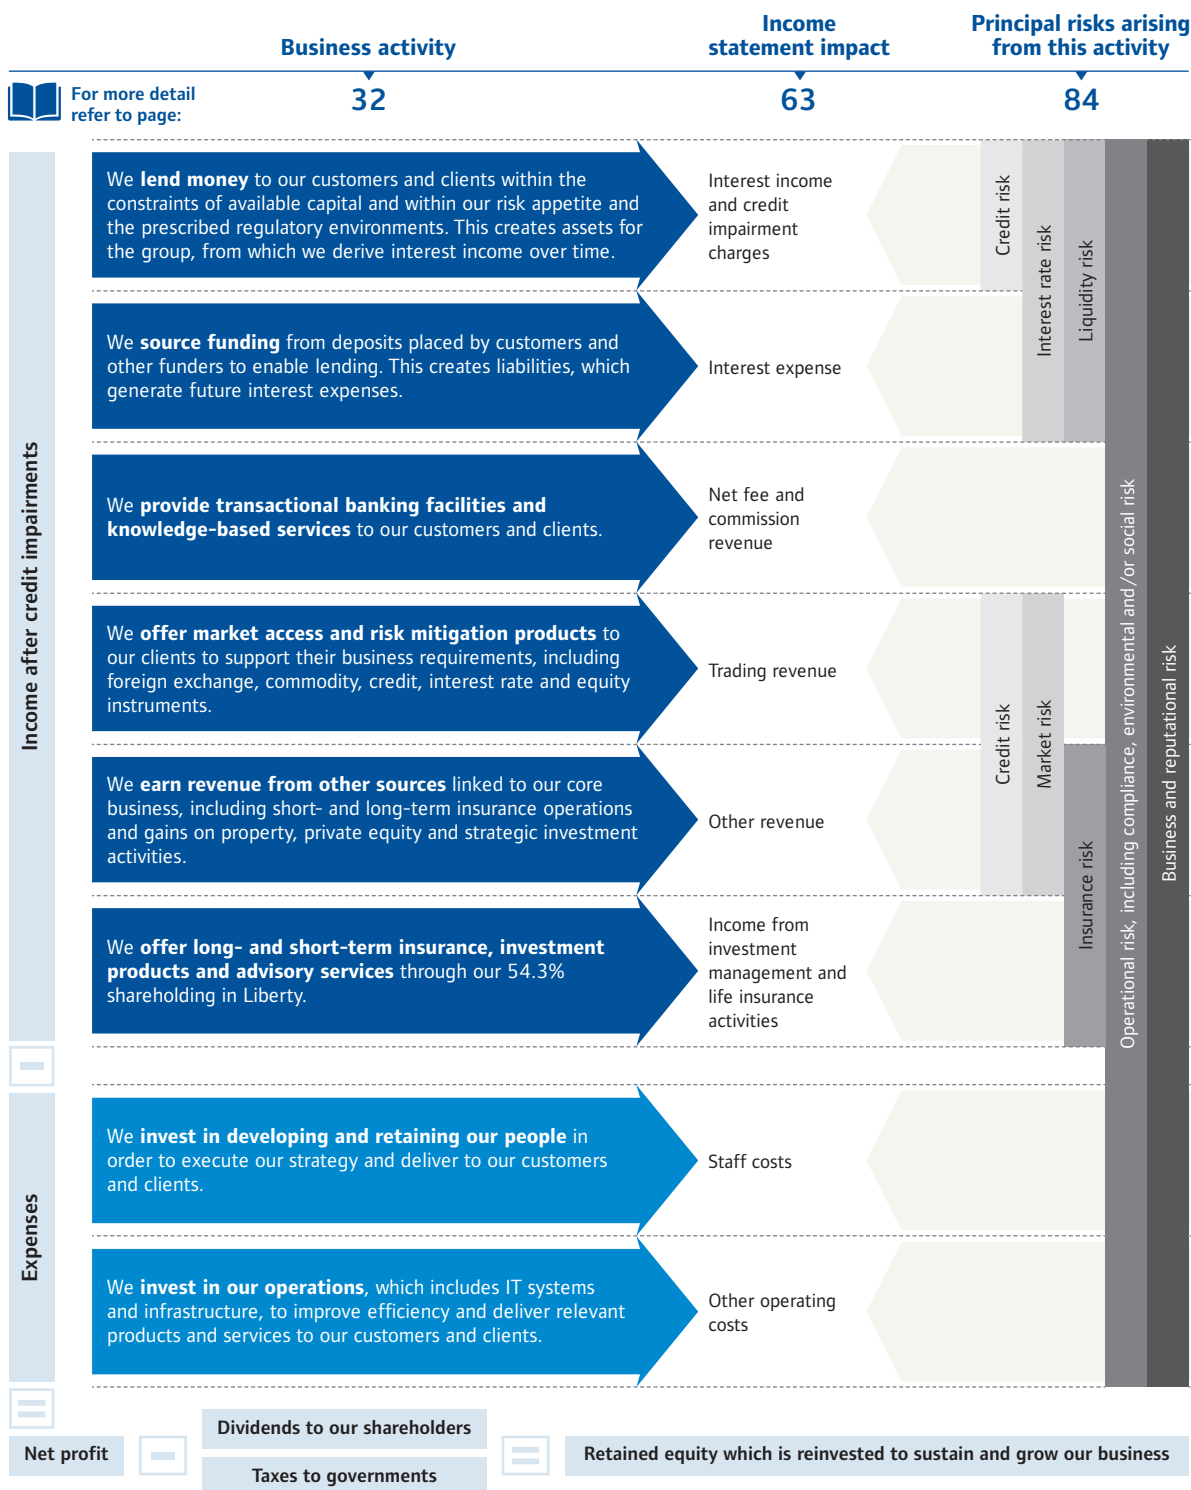 Business activity
Income
statement impact
Principal risks arising
from this activity
For more detail
refer to page:
32
63
84
Income after credit impairments
We lend money to our customers and clients within the
constraints of available capital and within our risk appetite and
the prescribed regulatory environments. This creates assets for
the group, from which we derive interest income over time.
Interest income
and credit
impairment
charges
Credit risk
Interest rate risk
Liquidity risk
Operational risk, including compliance, environmental and/or social risk
Business and reputational risk
We source funding from deposits placed by customers and
other funders to enable lending. This creates liabilities, which
generate future interest expenses.
Interest expense
We provide transactional banking facilities and
knowledge-based services to our customers and clients.
Net fee and
commission
revenue
We offer market access and risk mitigation products to
our clients to support their business requirements, including
foreign exchange, commodity, credit, interest rate and equity
instruments.
Trading revenue
Credit risk
Market risk
We earn revenue from other sources linked to our core
business, including short- and long-term insurance operations
and gains on property, private equity and strategic investment
activities.
Other revenue
Insurance risk
We offer long- and short-term insurance, investment
products and advisory services through our 54.3%
shareholding in Liberty.
Income from
investment
management and
life insurance
activities
Expenses
We invest in developing and retaining our people in
order to execute our strategy and deliver to our customers
and clients.
Staff costs
We invest in our operations, which includes IT systems
and infrastructure, to improve efficiency and deliver relevant
products and services to our customers and clients.
Other operating
costs
Net profit
Dividends to our shareholders
Taxes to governments
Retained equity which is reinvested to sustain and grow our business